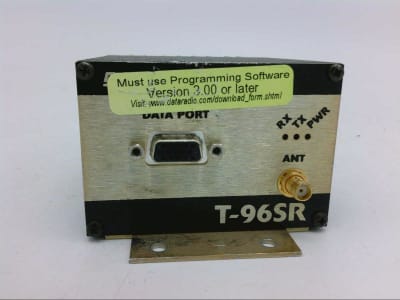 Must use Programming Software
Version 3.00 or later
Visit-www.dataradio.com/download_form.shtml
DATA PORT
RX TX PWR
ANT
T-96SR